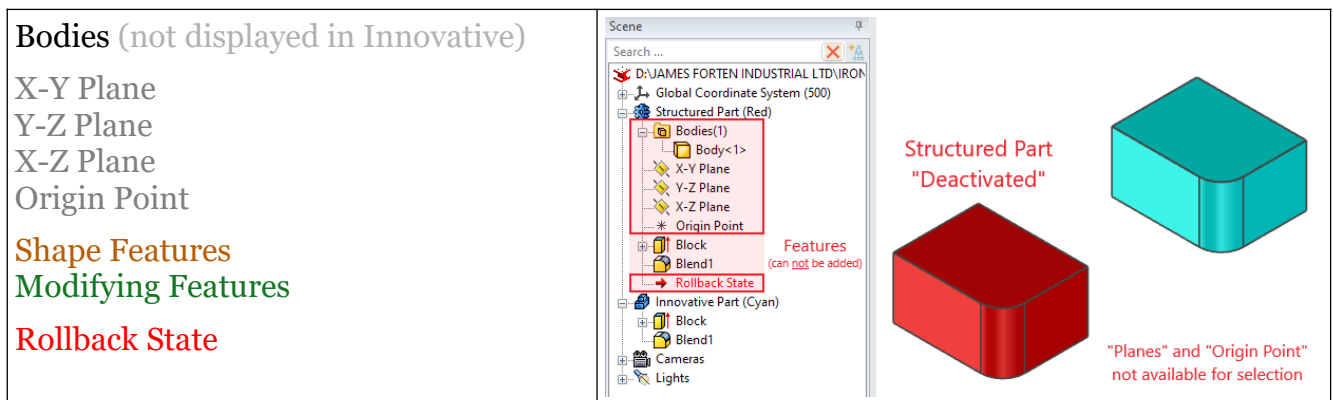 Bodies (not displayed in Innovative)
X-Y Plane
Y-Z Plane
X-Z Plane
Origin Point
Shape Features
Modifying Features
Rollback State
Scene
Search ...
D:\JAMES FORTEN INDUSTRIAL LTD\IRON
Global Coordinate System (500)
Structured Part (Red)
Bodies(1)
Body<1>
X-Y Plane
Y-Z Plane
X-Z Plane
Origin Point
Block
Blend1
Rollback State
Innovative Part (Cyan)
Block
Blend1
Cameras
Lights
Features
(can not be added)
Structured Part
"Deactivated"
"Planes" and "Origin Point"
not available for selection